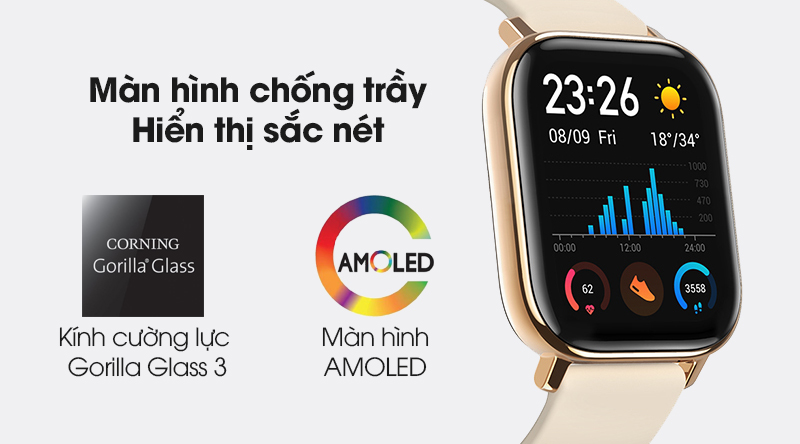 Màn hình chống trầy
Hiển thị sắc nét
CORNING
Gorilla® Glass
Kính cường lực
Gorilla Glass 3
AMOLED
Màn hình
AMOLED
23:26
08/09 Fri
18°/34°
1000
730
470
200
00:00 12:00 24:00
62
3558